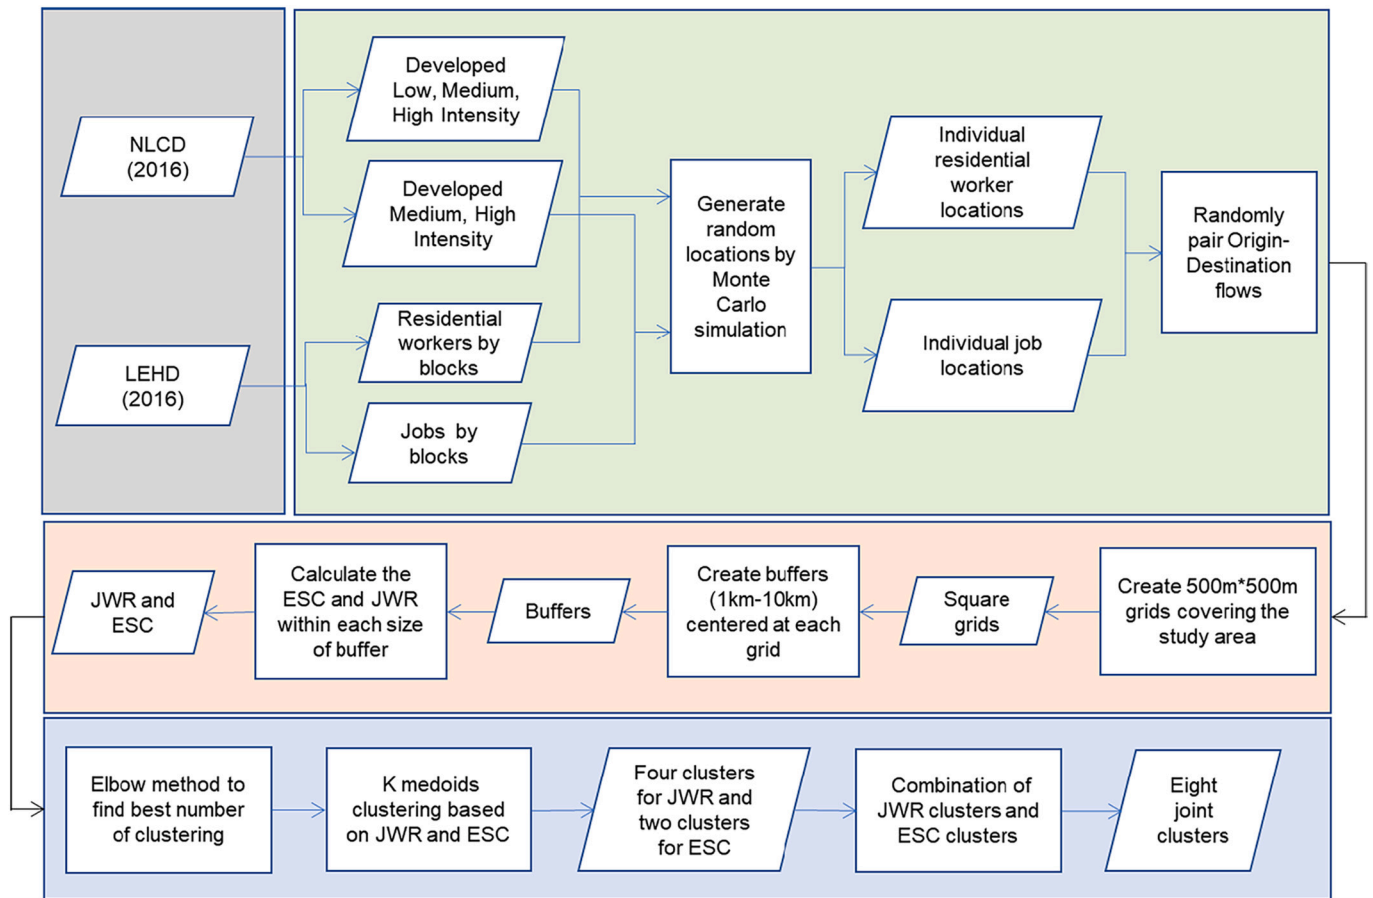 NLCD
(2016)
LEHD
(2016)
Developed
Low, Medium,
High Intensity
Developed
Medium, High
Intensity
Residential
workers by
blocks
Jobs by
blocks
Generate
random
locations by
Monte
Carlo
simulation
Individual
residential
worker
locations
Individual job
locations
Randomly
pair Origin-
Destination
flows
Create 500m*500m
grids covering the
study area
Square
grids
Create buffers
(1km-10km)
centered at each
grid
Buffers
Calculate the
ESC and JWR
within each size
of buffer
JWR and
ESC
Elbow method to
find best number
of clustering
K medoids
clustering based
on JWR and ESC
Four clusters
for JWR and
two clusters
for ESC
Combination of
JWR clusters and
ESC clusters
Eight
joint
clusters